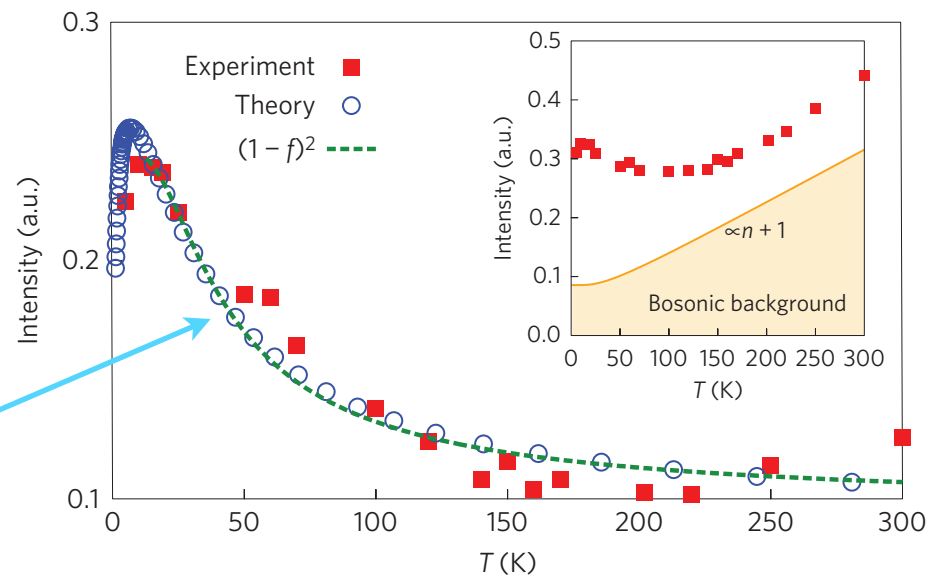 0.3
0.2
0.1
Intensity (a.u.)
Experiment
Theory
(1 − f)²
0
50
100
150
200
250
300
T (K)
0.5
0.4
0.3
0.2
0.1
0.0
Intensity (a.u.)
∝n + 1
Bosonic background
0
50
100
150
200
250
300
T (K)